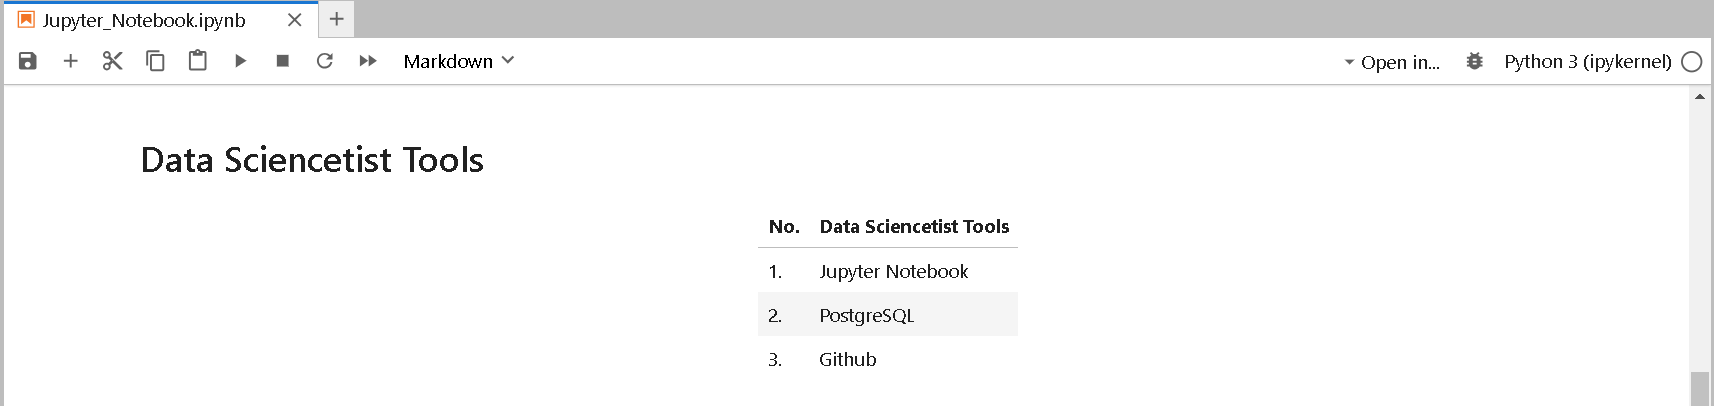 Jupyter_Notebook.ipynb
Markdown Open in... Python 3 (ipykernel)
Data Sciencetist Tools
No. Data Sciencetist Tools
1. Jupyter Notebook
2. PostgreSQL
3. Github